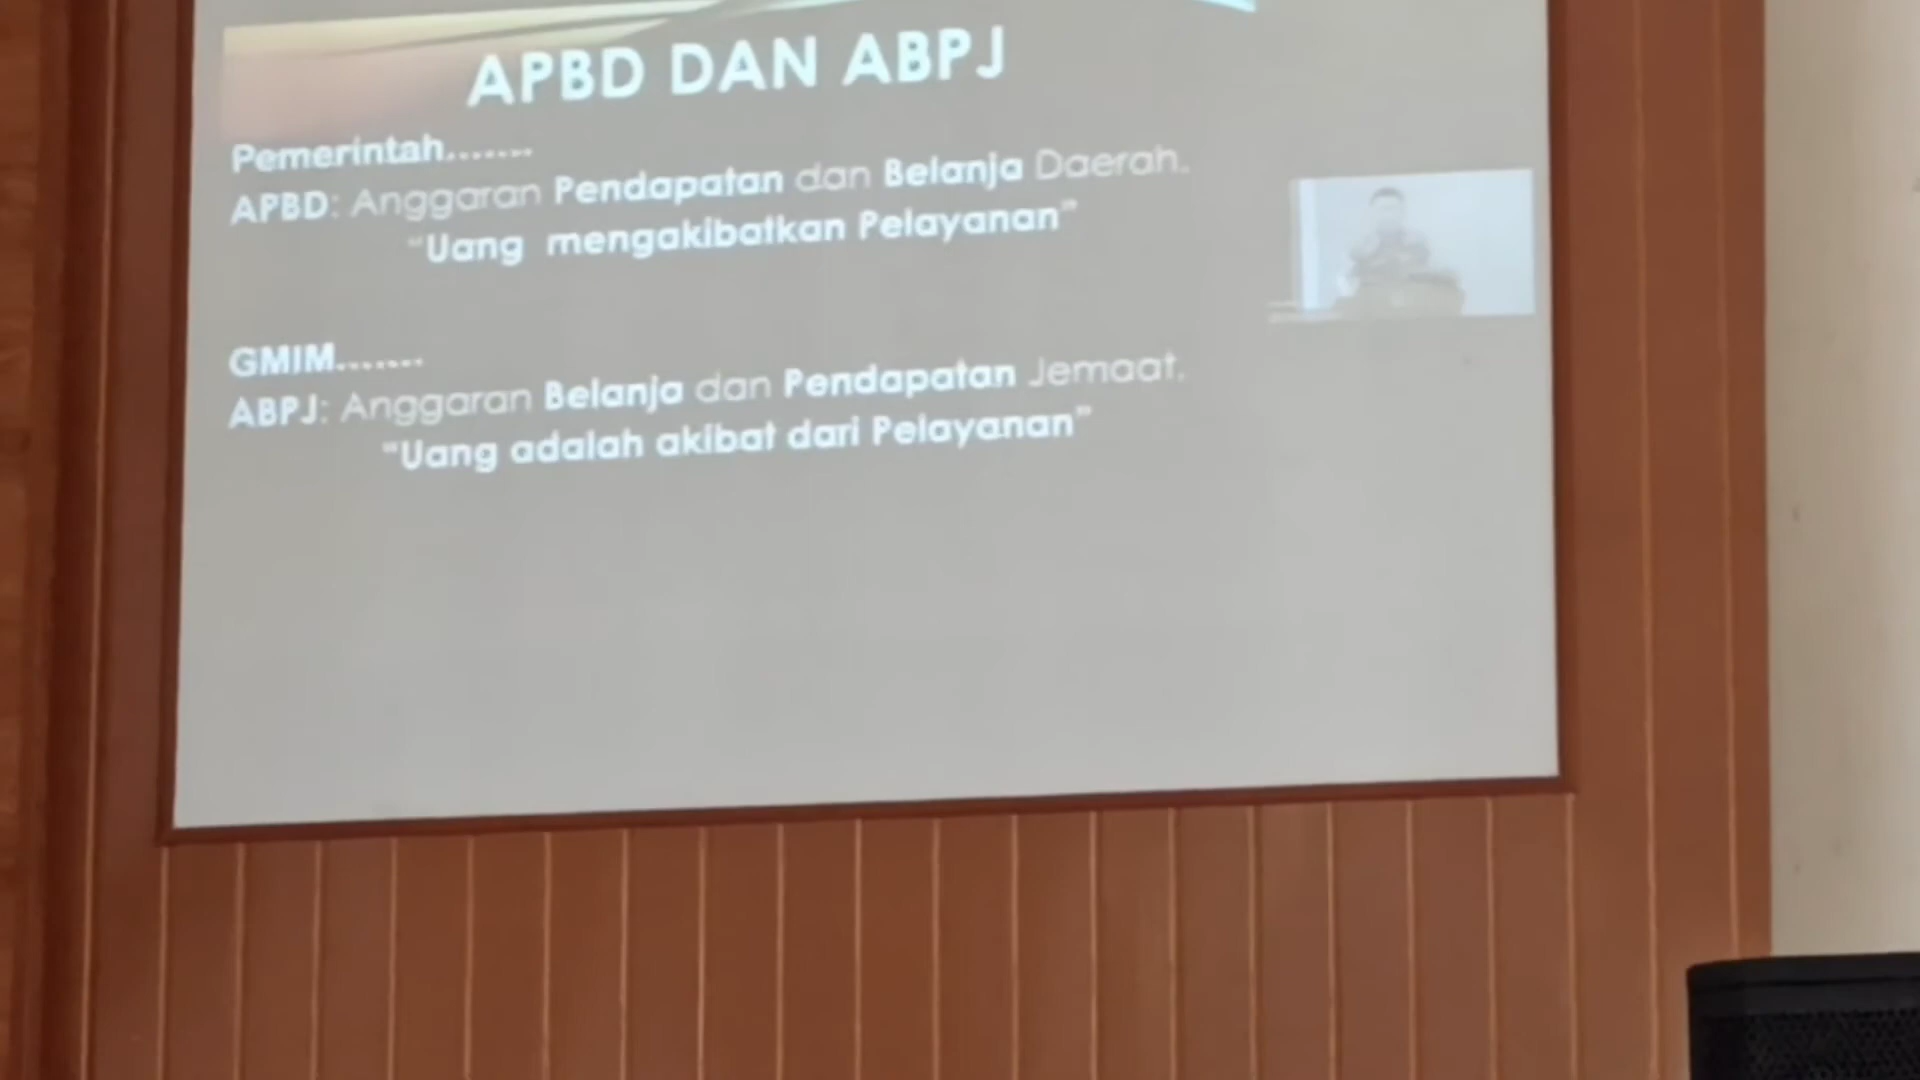 APBD DAN ABPJ
Pemerintah.......
APBD: Anggaran Pendapatan dan Belanja Daerah.
"Uang mengakibatkan Pelayanan"
GMIM.......
ABPJ: Anggaran Belanja dan Pendapatan Jemaat.
"Uang adalah akibat dari Pelayanan"